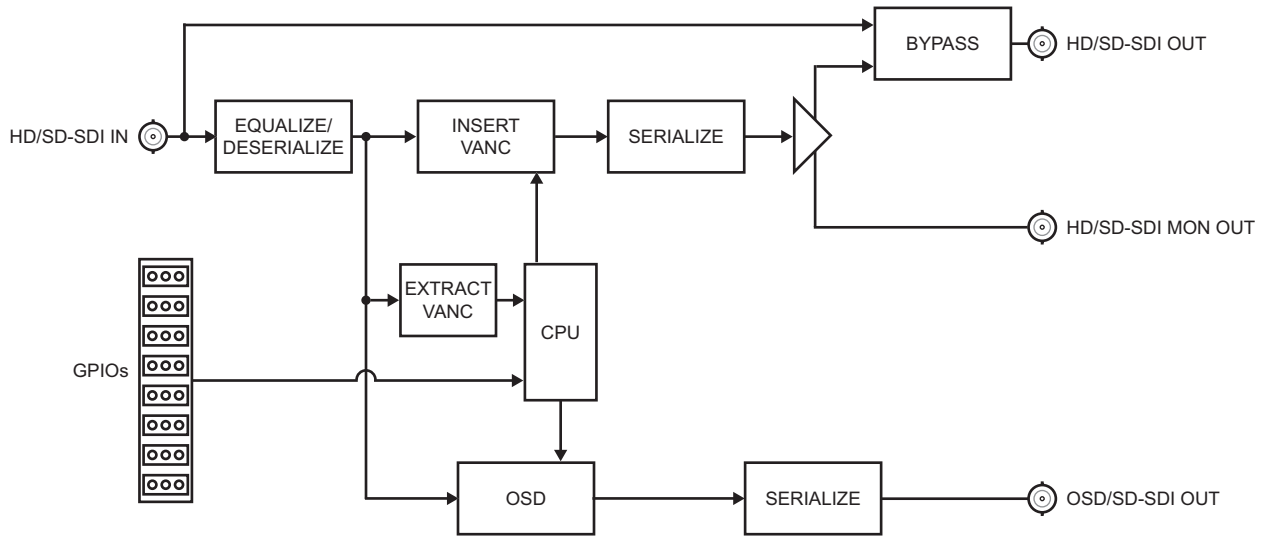 BYPASS
HD/SD-SDI OUT
HD/SD-SDI IN
EQUALIZE/
DESERIALIZE
INSERT
VANC
SERIALIZE
HD/SD-SDI MON OUT
EXTRACT
VANC
CPU
GPIOs
OSD
SERIALIZE
OSD/SD-SDI OUT